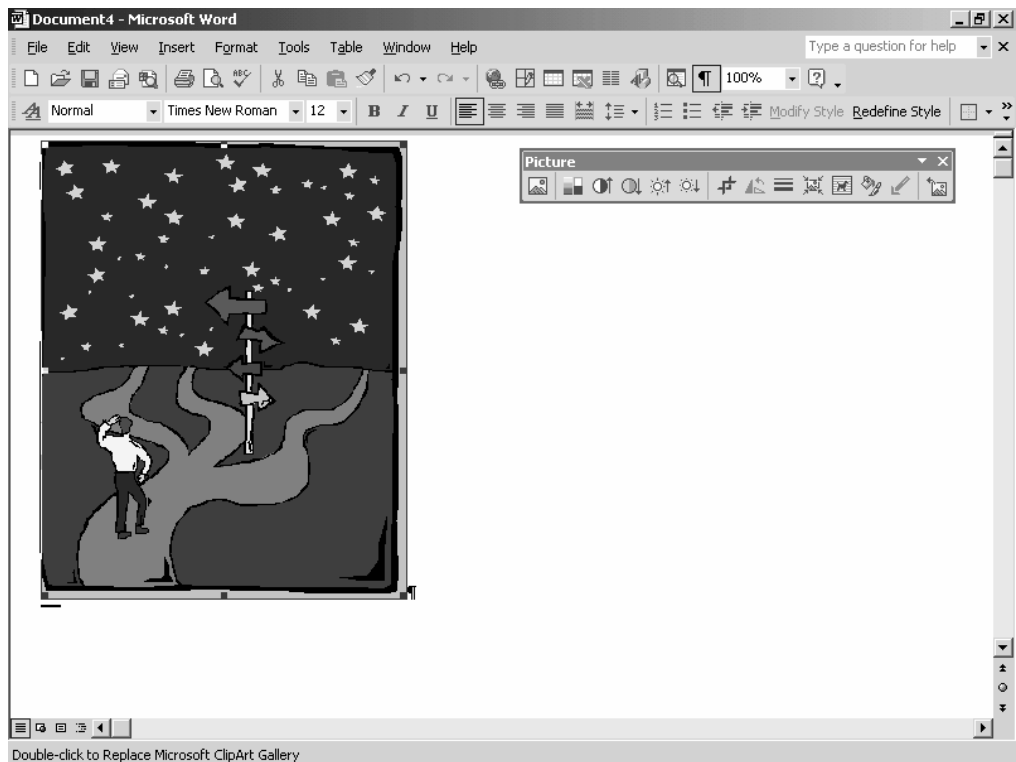 Document4 - Microsoft Word
File Edit View Insert Format Tools Table Window Help Type a question for help
100%
Normal Times New Roman 12 B I U Modify Style Redefine Style
Picture
Double-click to Replace Microsoft ClipArt Gallery